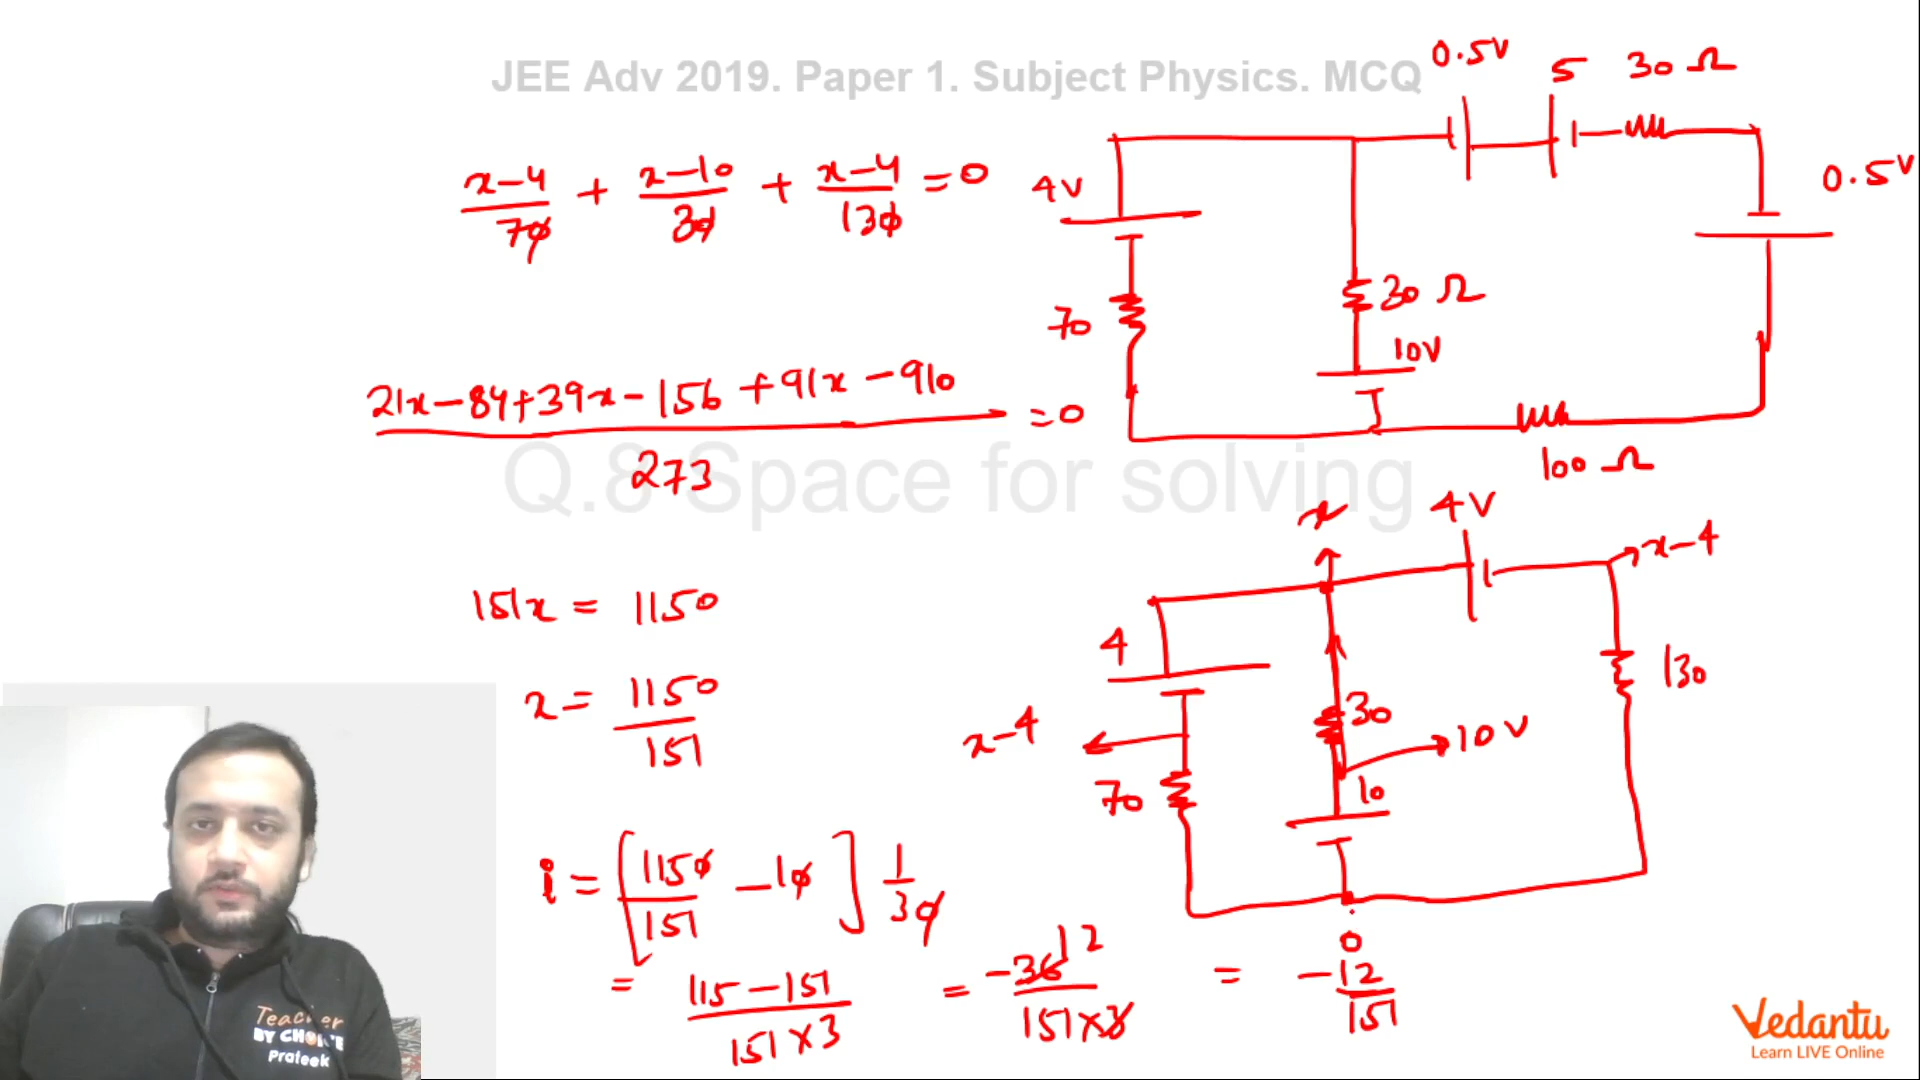 JEE Adv 2019. Paper 1. Subject Physics. MCQ
Q.8 Space for solving
x-4/70 + x-10/30 + x-4/130 = 0
21x-84+39x-156+91x-910/273 = 0
151x = 1150
x = 1150/151
i = [1150/151 - 10] 1/30
= 115-151/151×3 = -36 12/151×3 = -12/151
0.5V
5
30 Ω
0.5V
4V
70
30 Ω
10V
100 Ω
x
4V
x-4
4
x-4
70
30
10V
10
130
0
Teacher
BY CHOICE
Prateek
Vedantu
Learn LIVE Online